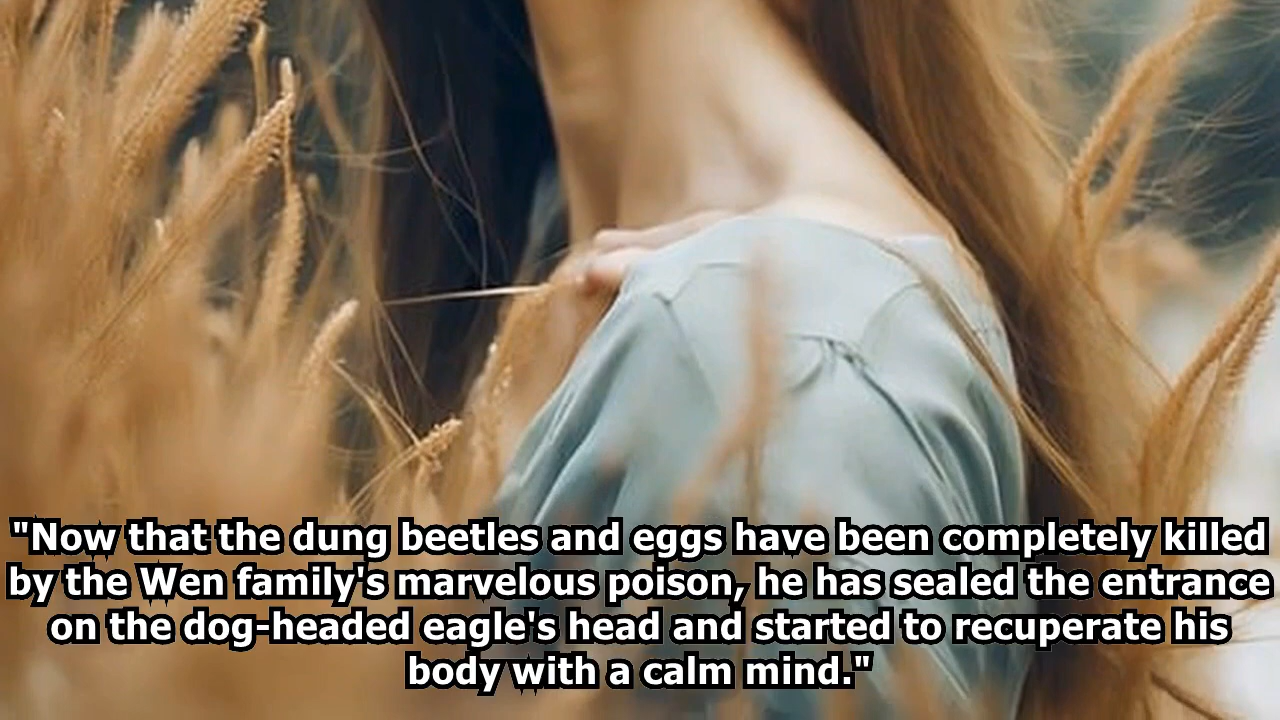 "Now that the dung beetles and eggs have been completely killed
by the Wen family's marvelous poison, he has sealed the entrance
on the dog-headed eagle's head and started to recuperate his
body with a calm mind."